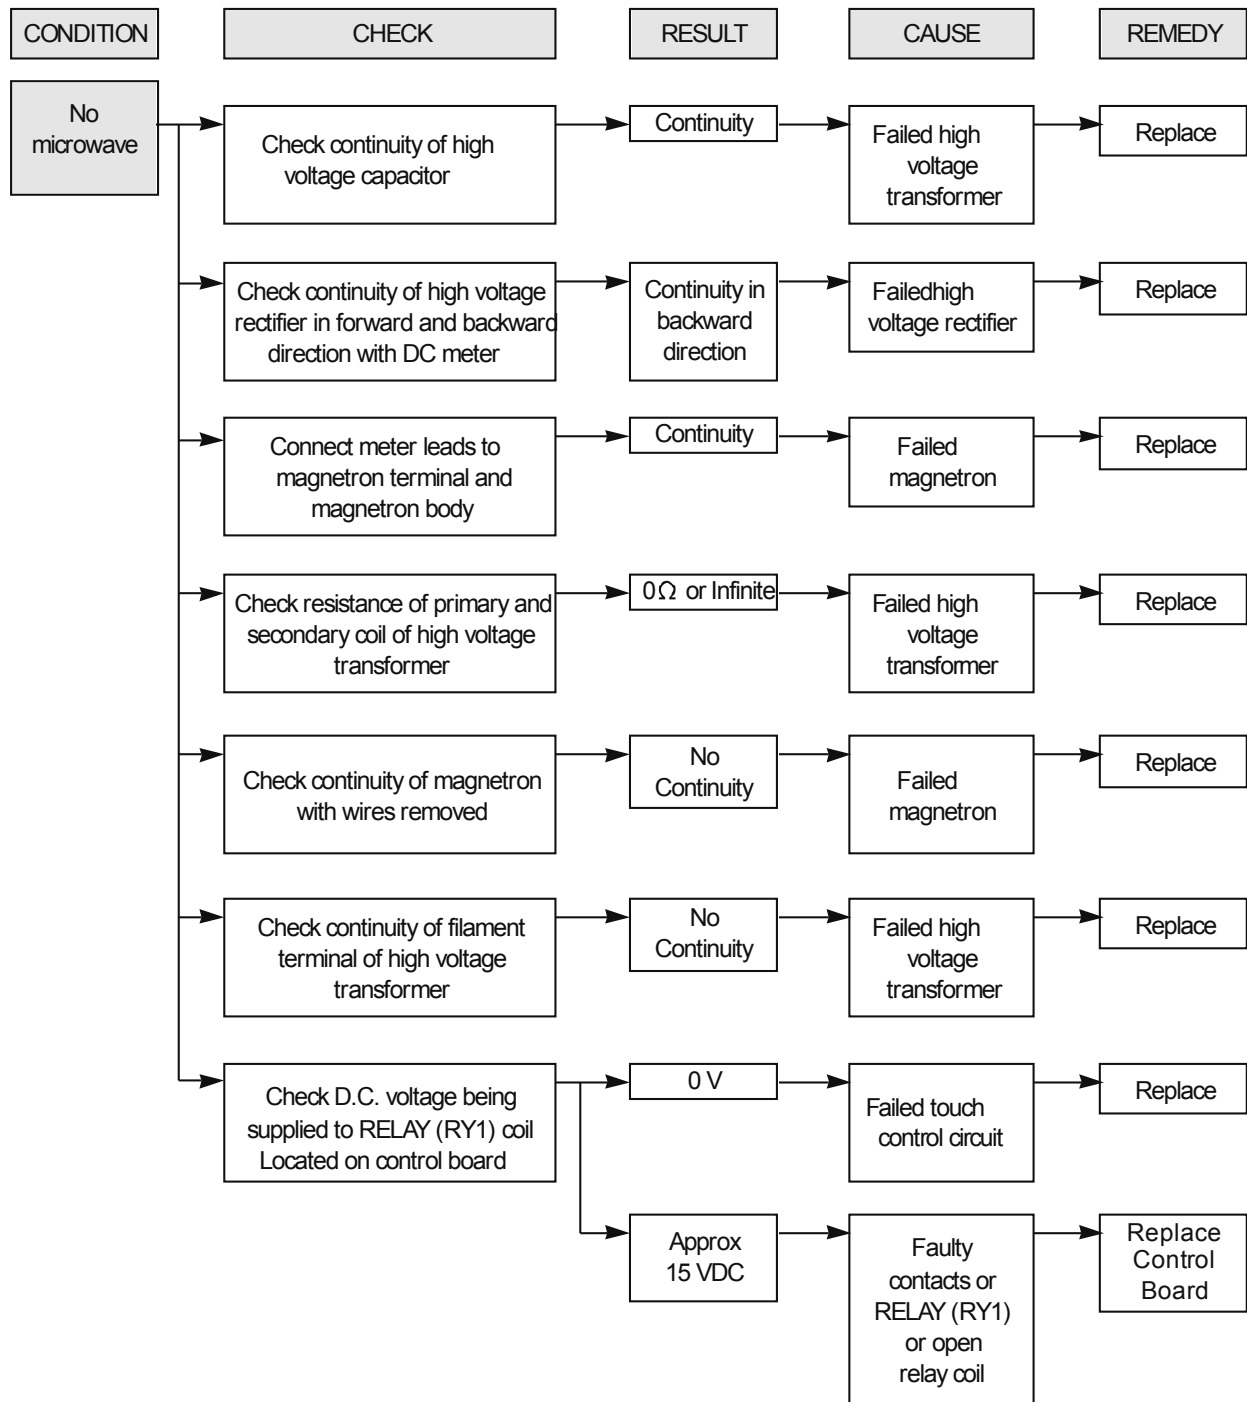 CONDITION
CHECK
RESULT
CAUSE
REMEDY
No
microwave
Check continuity of high
voltage capacitor
Continuity
Failed high
voltage
transformer
Replace
Check continuity of high voltage
rectifier in forward and backward
direction with DC meter
Continuity in
backward
direction
Failedhigh
voltage rectifier
Replace
Connect meter leads to
magnetron terminal and
magnetron body
Continuity
Failed
magnetron
Replace
Check resistance of primary and
secondary coil of high voltage
transformer
0Ω or Infinite
Failed high
voltage
transformer
Replace
Check continuity of magnetron
with wires removed
No
Continuity
Failed
magnetron
Replace
Check continuity of filament
terminal of high voltage
transformer
No
Continuity
Failed high
voltage
transformer
Replace
Check D.C. voltage being
supplied to RELAY (RY1) coil
Located on control board
0 V
Failed touch
control circuit
Replace
Approx
15 VDC
Faulty
contacts or
RELAY (RY1)
or open
relay coil
Replace
Control
Board